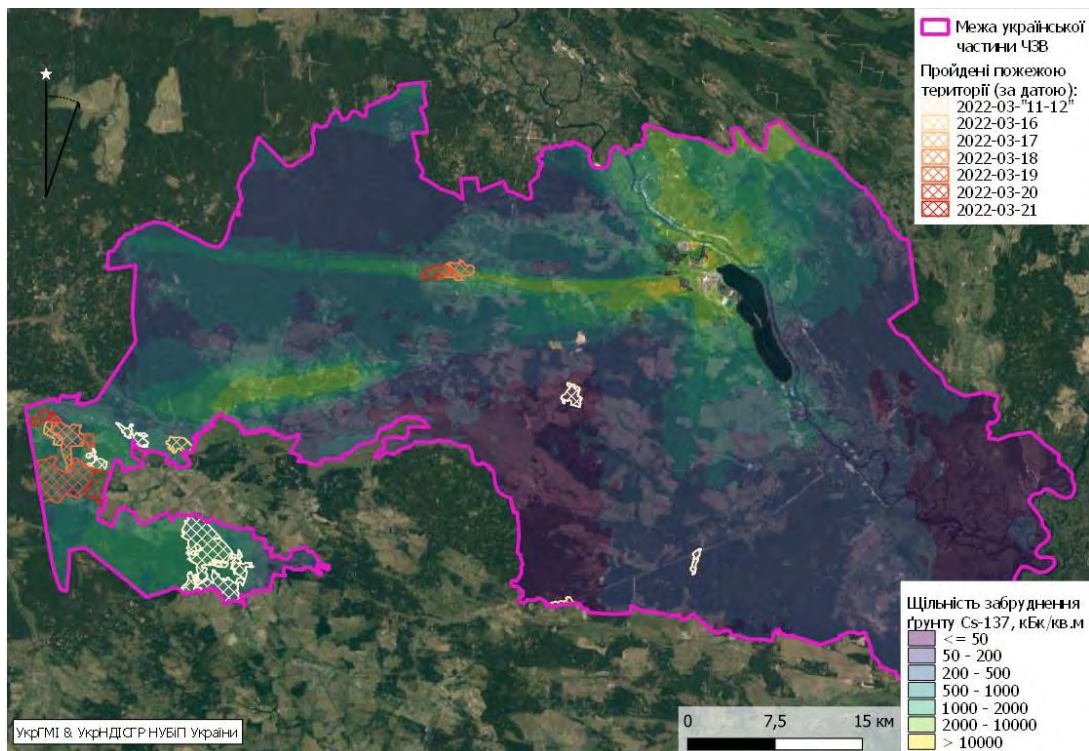 Межа української
частини ЧЗВ
Пройдені пожежою
території (за датою):
2022-03-"11-12"
2022-03-16
2022-03-17
2022-03-18
2022-03-19
2022-03-20
2022-03-21
Щільність забруднення
ґрунту Cs-137, кБк/кв.м
<= 50
50 - 200
200 - 500
500 - 1000
1000 - 2000
2000 - 10000
> 10000
0 7,5 15 км
УкрГМІ & УкрНДІСГР НУБіП України